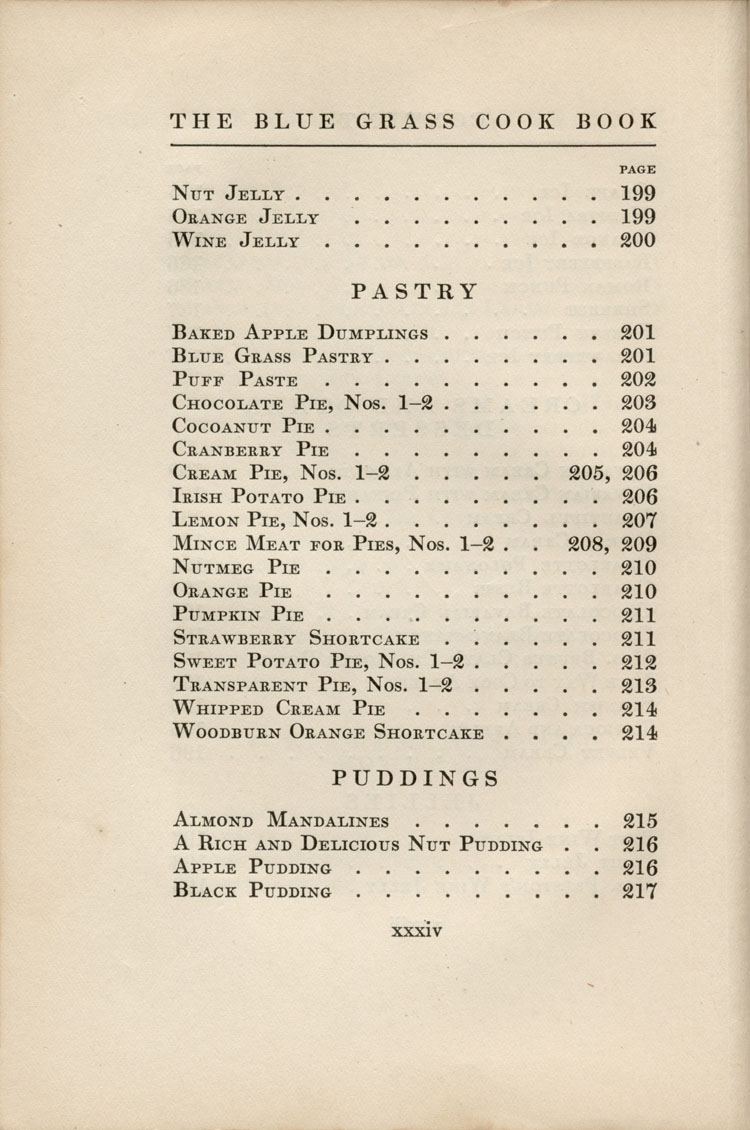 THE BLUE GRASS COOK BOOK
PAGE
Nut Jelly . . . . . . . . . . . 199
Orange Jelly . . . . . . . . . 199
Wine Jelly . . . . . . . . . . 200
PASTRY
Baked Apple Dumplings . . . . . . 201
Blue Grass Pastry . . . . . . . . 201
Puff Paste . . . . . . . . . . 202
Chocolate Pie, Nos. 1–2 . . . . . . 203
Cocoanut Pie . . . . . . . . . . 204
Cranberry Pie . . . . . . . . . 204
Cream Pie, Nos. 1–2 . . . . . 205, 206
Irish Potato Pie . . . . . . . . . 206
Lemon Pie, Nos. 1–2 . . . . . . . . 207
Mince Meat for Pies, Nos. 1–2 . . 208, 209
Nutmeg Pie . . . . . . . . . . 210
Orange Pie . . . . . . . . . . 210
Pumpkin Pie . . . . . . . . . . 211
Strawberry Shortcake . . . . . . 211
Sweet Potato Pie, Nos. 1–2 . . . . . 212
Transparent Pie, Nos. 1–2 . . . . . 213
Whipped Cream Pie . . . . . . . 214
Woodburn Orange Shortcake . . . . 214
PUDDINGS
Almond Mandalines . . . . . . . 215
A Rich and Delicious Nut Pudding . . 216
Apple Pudding . . . . . . . . . 216
Black Pudding . . . . . . . . . 217
xxxiv